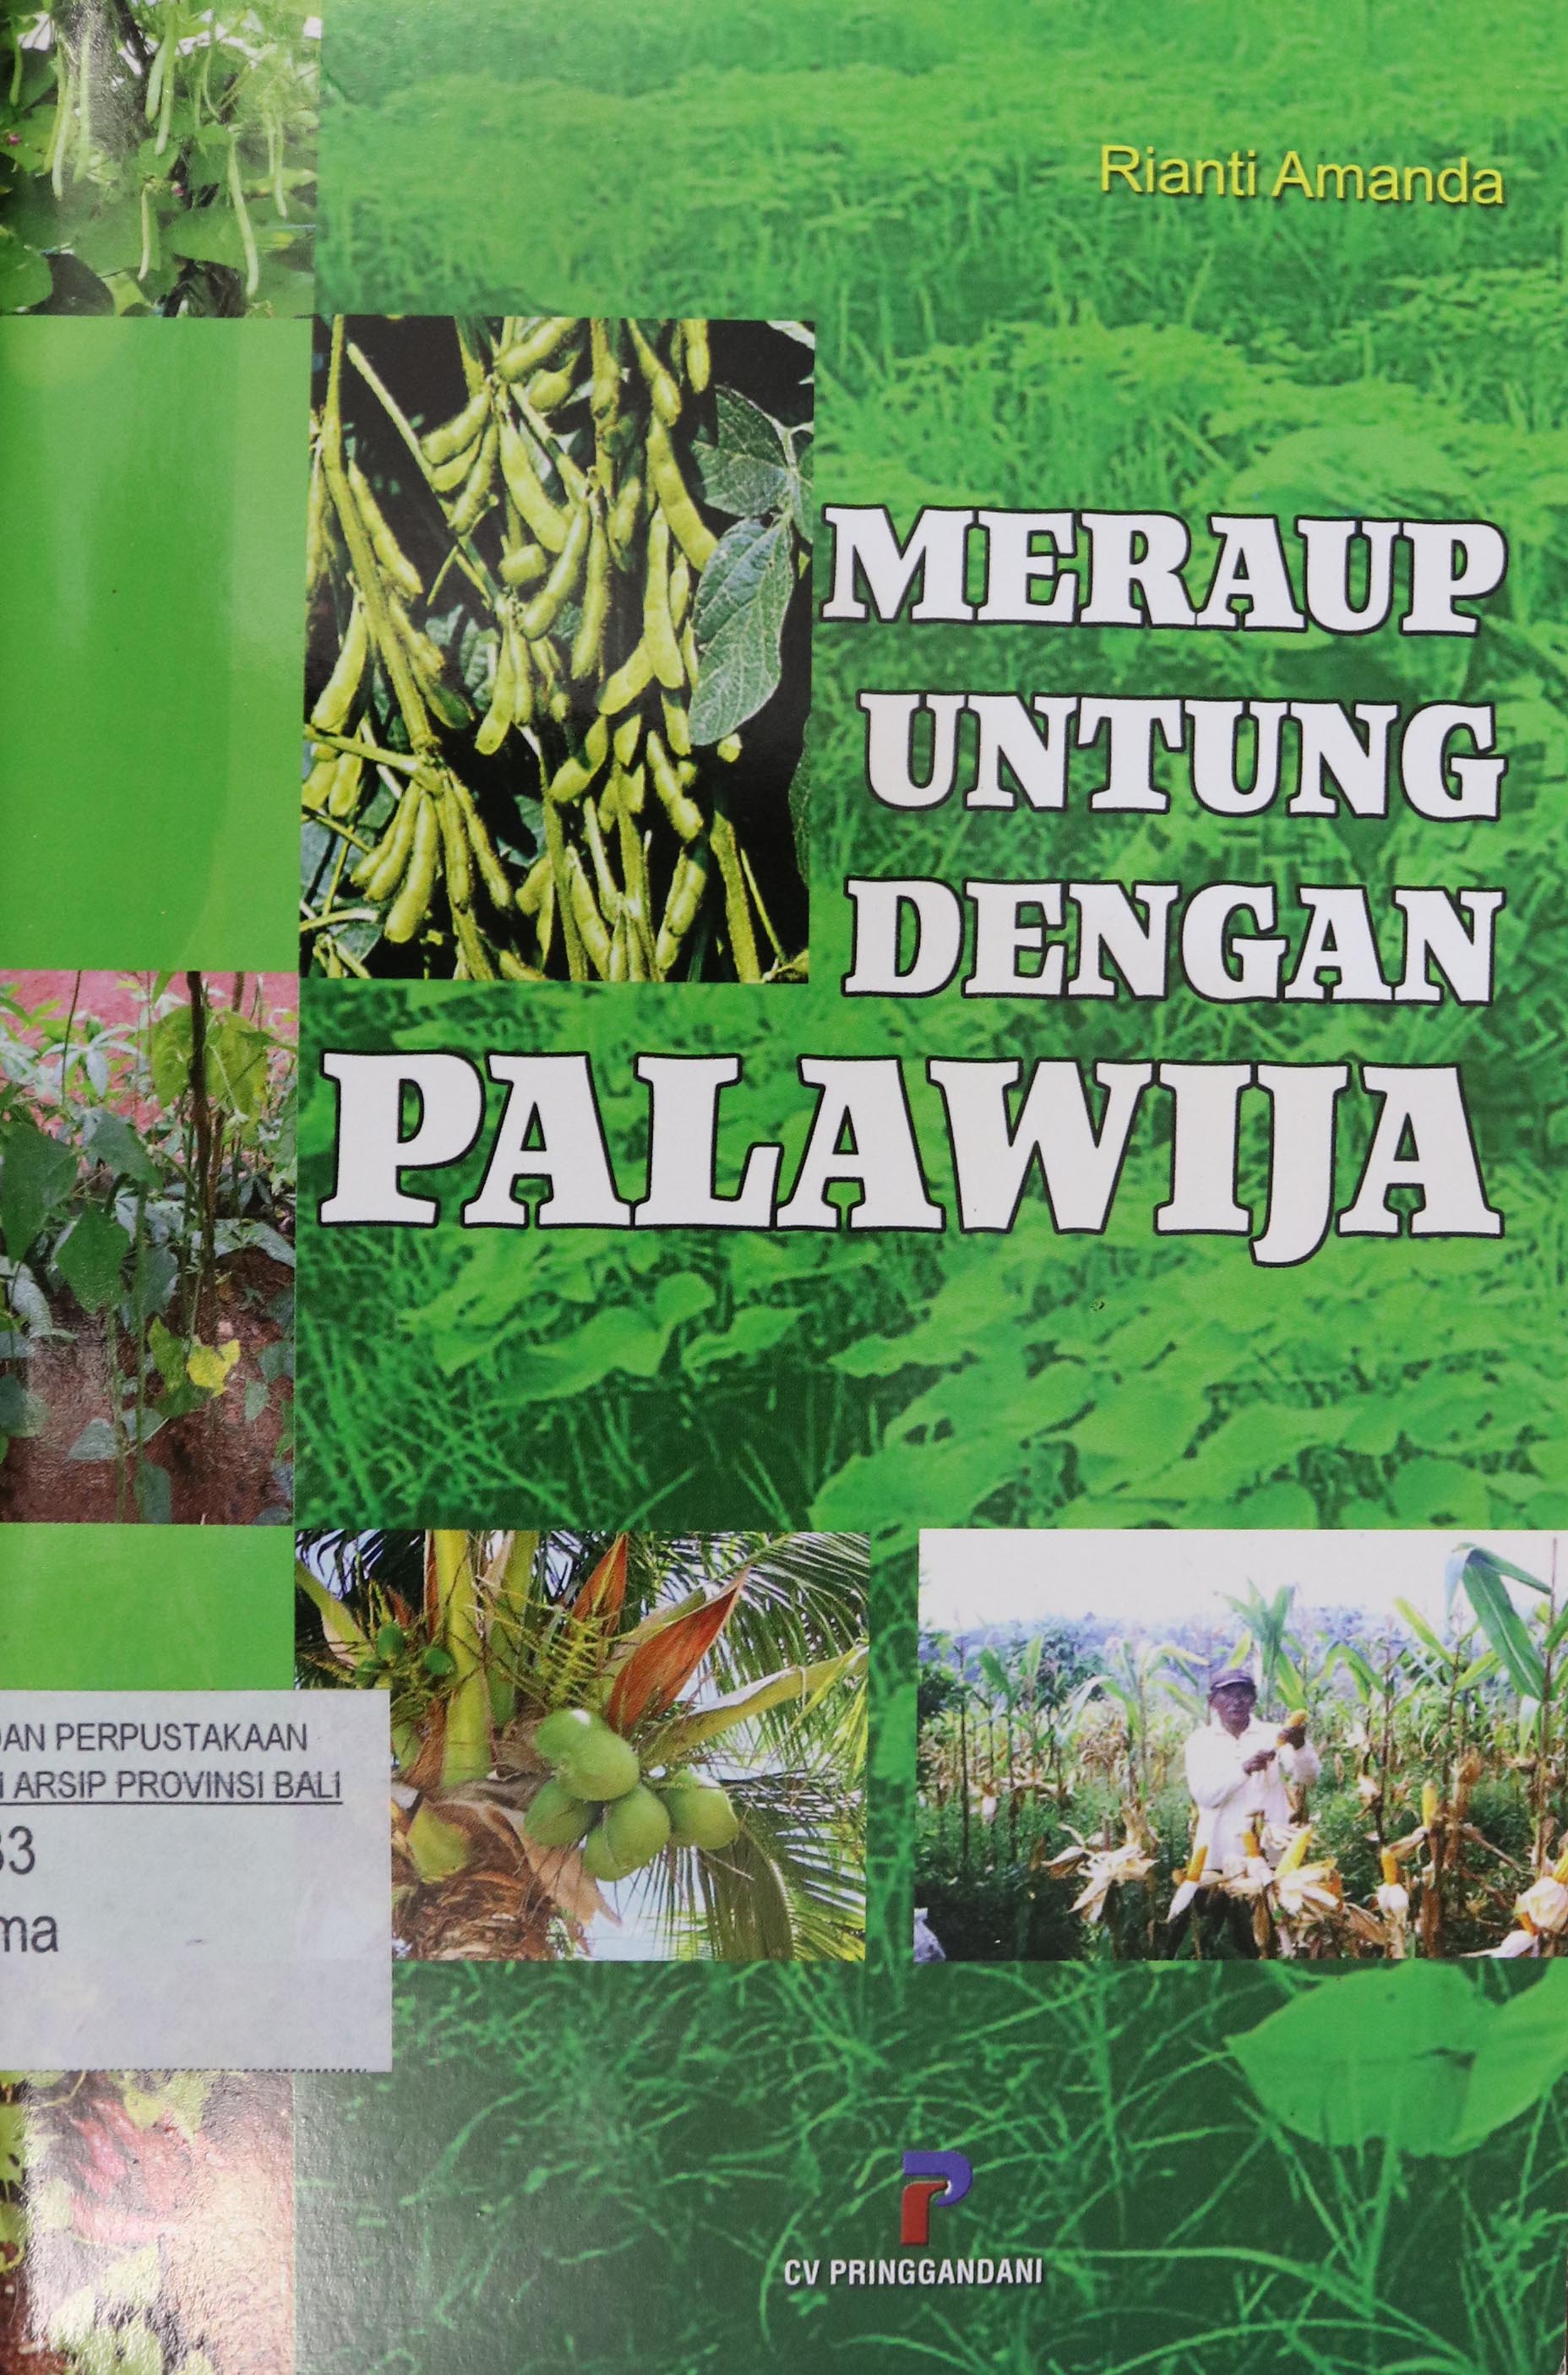 Rianti Amanda
MERAUP
UNTUNG
DENGAN
PALAWIJA
DAN PERPUSTAKAAN
ARSIP PROVINSI BALI
33
ma
CV PRINGGANDANI